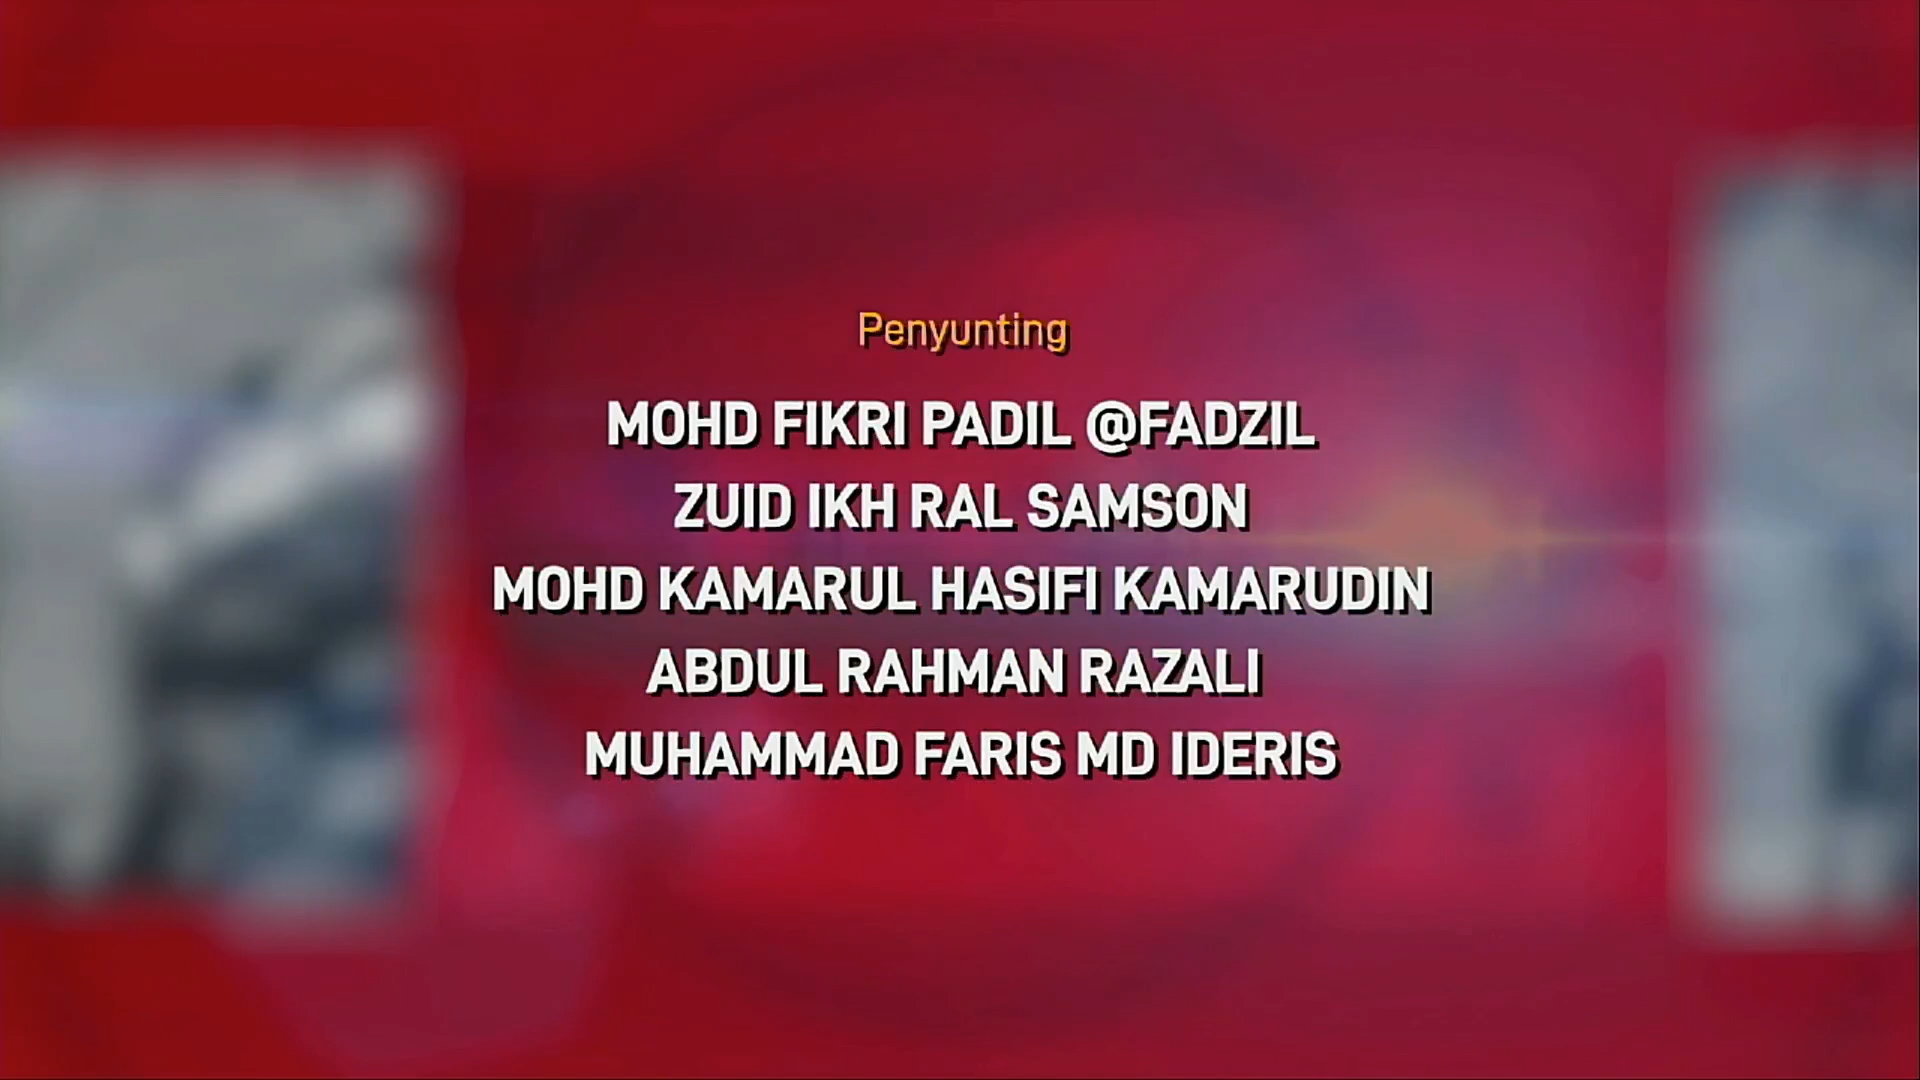 Penyunting
MOHD FIKRI PADIL @FADZIL
ZUID IKH RAL SAMSON
MOHD KAMARUL HASIFI KAMARUDIN
ABDUL RAHMAN RAZALI
MUHAMMAD FARIS MD IDERIS